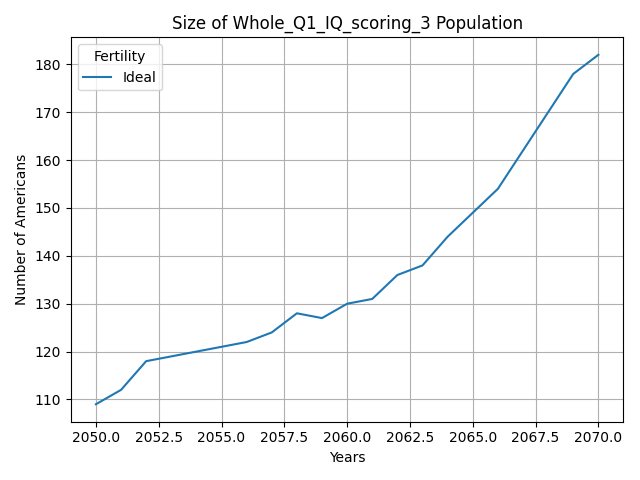 Size of Whole_Q1_IQ_scoring_3 Population
Fertility
Ideal
Number of Americans
180
170
160
150
140
130
120
110
2050.0 2052.5 2055.0 2057.5 2060.0 2062.5 2065.0 2067.5 2070.0
Years